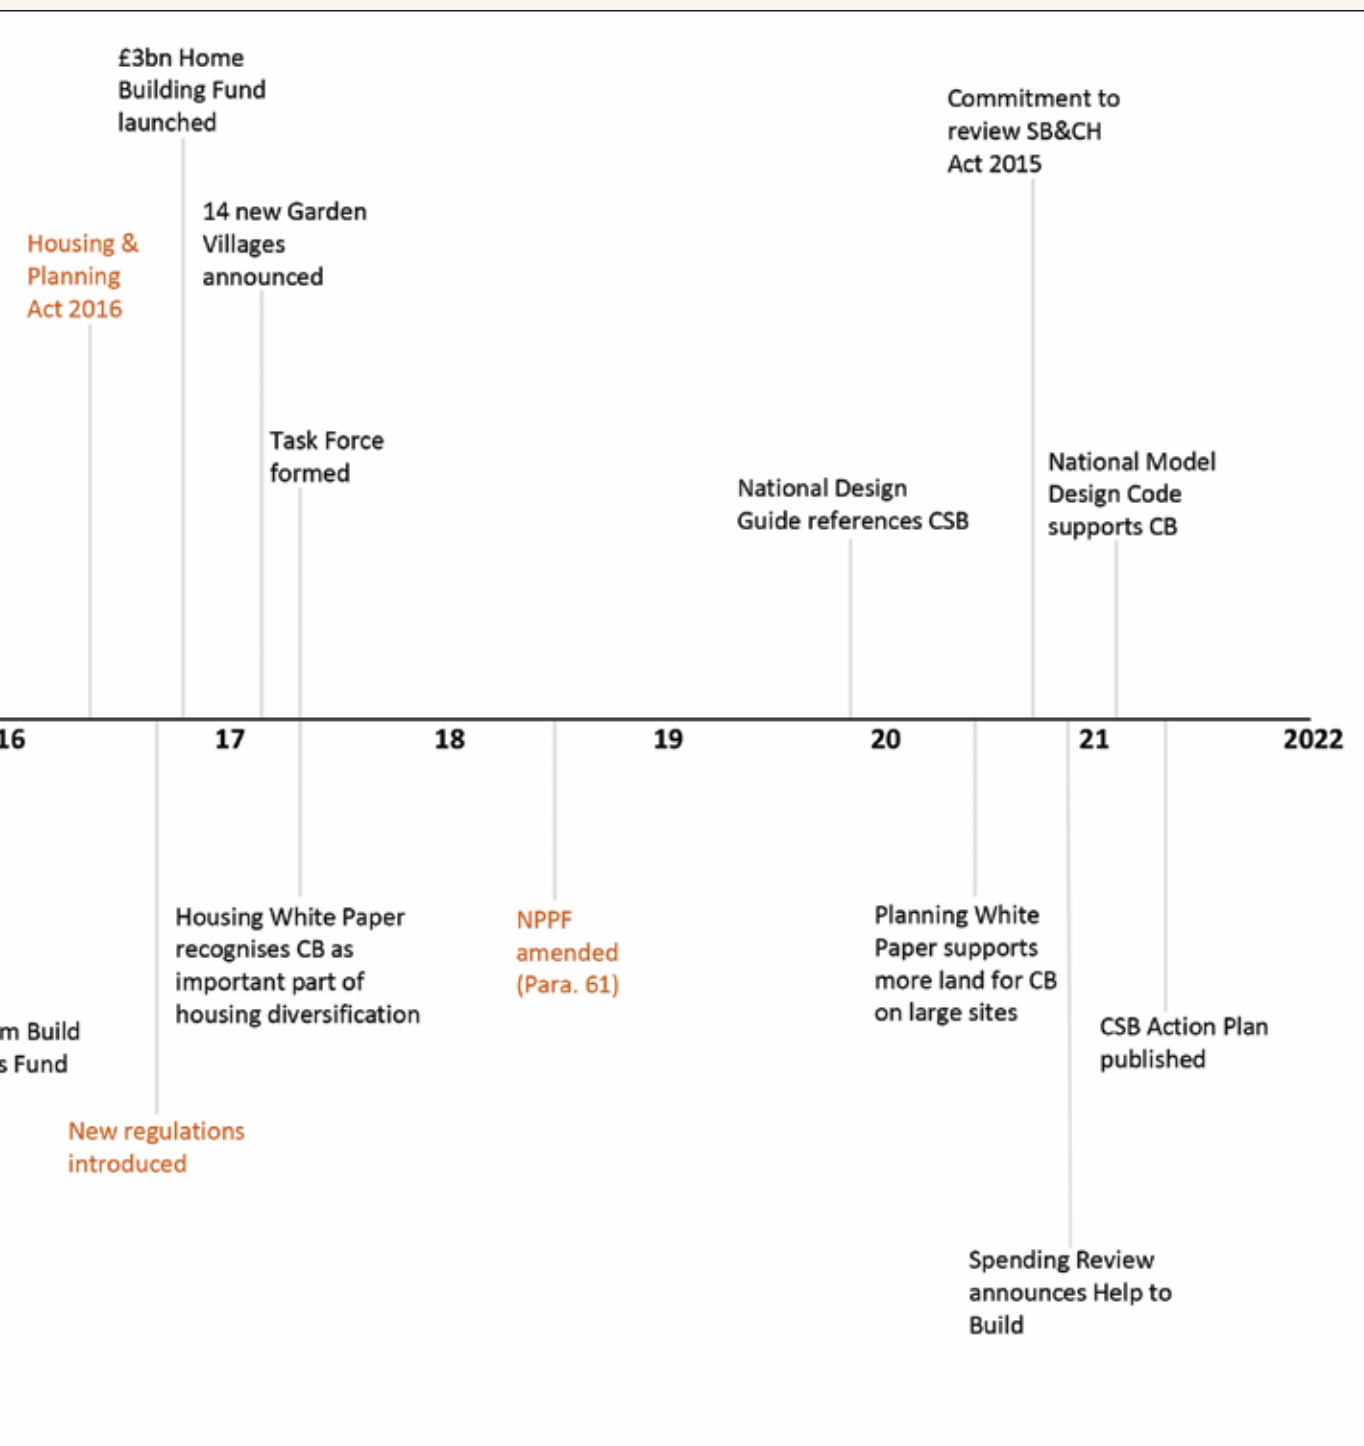 £3bn Home
Building Fund
launched
Commitment to
review SB&CH
Act 2015
14 new Garden
Villages
announced
Housing &
Planning
Act 2016
Task Force
formed
National Design
Guide references CSB
National Model
Design Code
supports CB
16 17 18 19 20 21 2022
Housing White Paper
recognises CB as
important part of
housing diversification
NPPF
amended
(Para. 61)
Planning White
Paper supports
more land for CB
on large sites
m Build
s Fund
CSB Action Plan
published
New regulations
introduced
Spending Review
announces Help to
Build